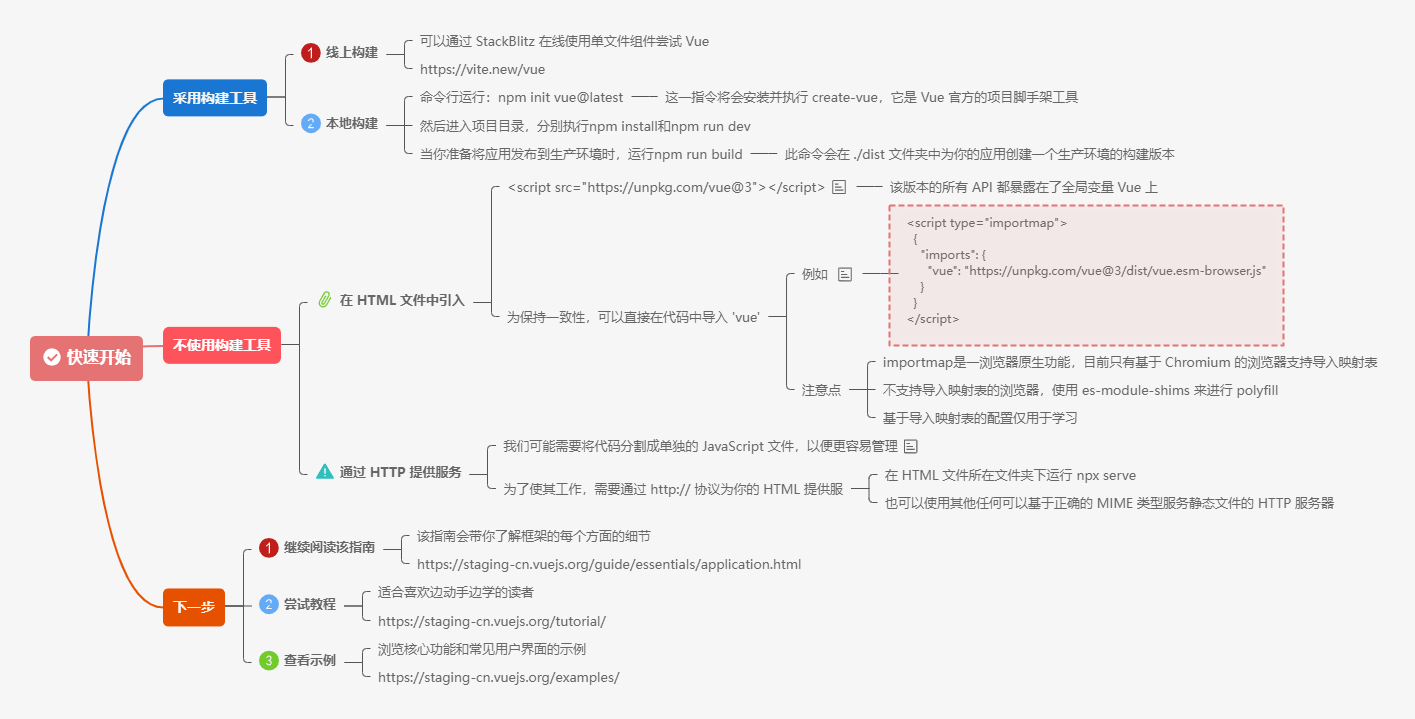 快速开始
采用构建工具
1 线上构建
可以通过 StackBlitz 在线使用单文件组件尝试 Vue
https://vite.new/vue
2 本地构建
命令行运行：npm init vue@latest
这一指令将会安装并执行 create-vue，它是 Vue 官方的项目脚手架工具
然后进入项目目录，分别执行npm install和npm run dev
当你准备将应用发布到生产环境时，运行npm run build
此命令会在 ./dist 文件夹中为你的应用创建一个生产环境的构建版本
不使用构建工具
在 HTML 文件中引入
<script src="https://unpkg.com/vue@3"></script>
该版本的所有 API 都暴露在了全局变量 Vue 上
为保持一致性，可以直接在代码中导入 'vue'
例如
<script type="importmap">
{
"imports": {
"vue": "https://unpkg.com/vue@3/dist/vue.esm-browser.js"
}
}
</script>
注意点
importmap是一浏览器原生功能，目前只有基于 Chromium 的浏览器支持导入映射表
不支持导入映射表的浏览器，使用 es-module-shims 来进行 polyfill
基于导入映射表的配置仅用于学习
通过 HTTP 提供服务
我们可能需要将代码分割成单独的 JavaScript 文件，以便更容易管理
为了使其工作，需要通过 http:// 协议为你的 HTML 提供服
在 HTML 文件所在文件夹下运行 npx serve
也可以使用其他任何可以基于正确的 MIME 类型服务静态文件的 HTTP 服务器
下一步
1 继续阅读该指南
该指南会带你了解框架的每个方面的细节
https://staging-cn.vuejs.org/guide/essentials/application.html
2 尝试教程
适合喜欢边动手边学的读者
https://staging-cn.vuejs.org/tutorial/
3 查看示例
浏览核心功能和常见用户界面的示例
https://staging-cn.vuejs.org/examples/